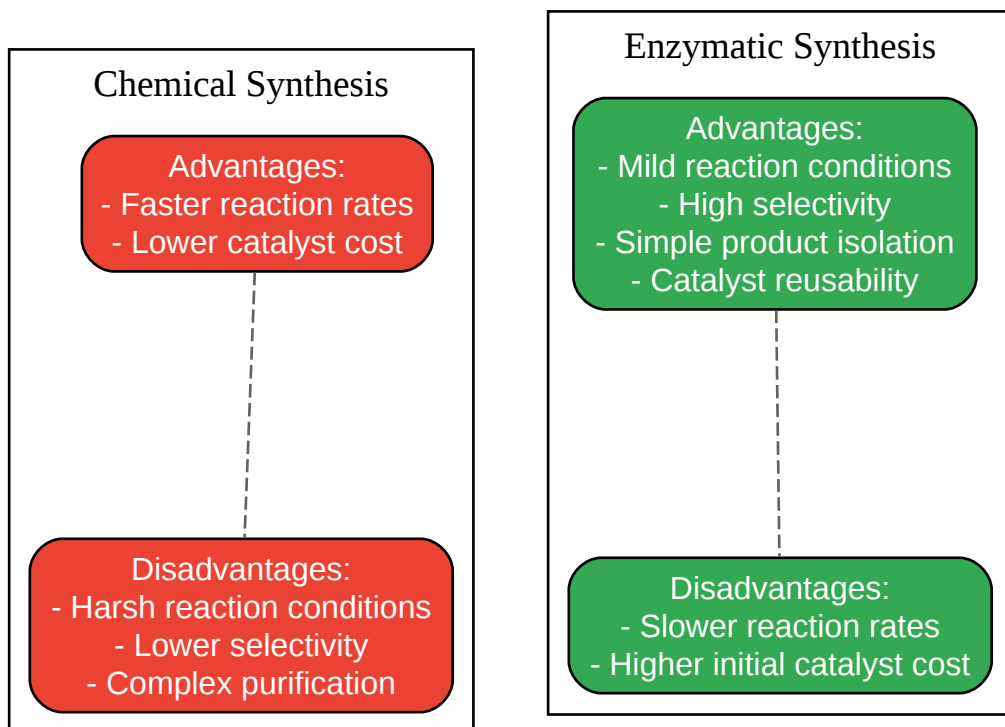 Chemical Synthesis
Advantages:
- Faster reaction rates
- Lower catalyst cost
Disadvantages:
- Harsh reaction conditions
- Lower selectivity
- Complex purification
Enzymatic Synthesis
Advantages:
- Mild reaction conditions
- High selectivity
- Simple product isolation
- Catalyst reusability
Disadvantages:
- Slower reaction rates
- Higher initial catalyst cost